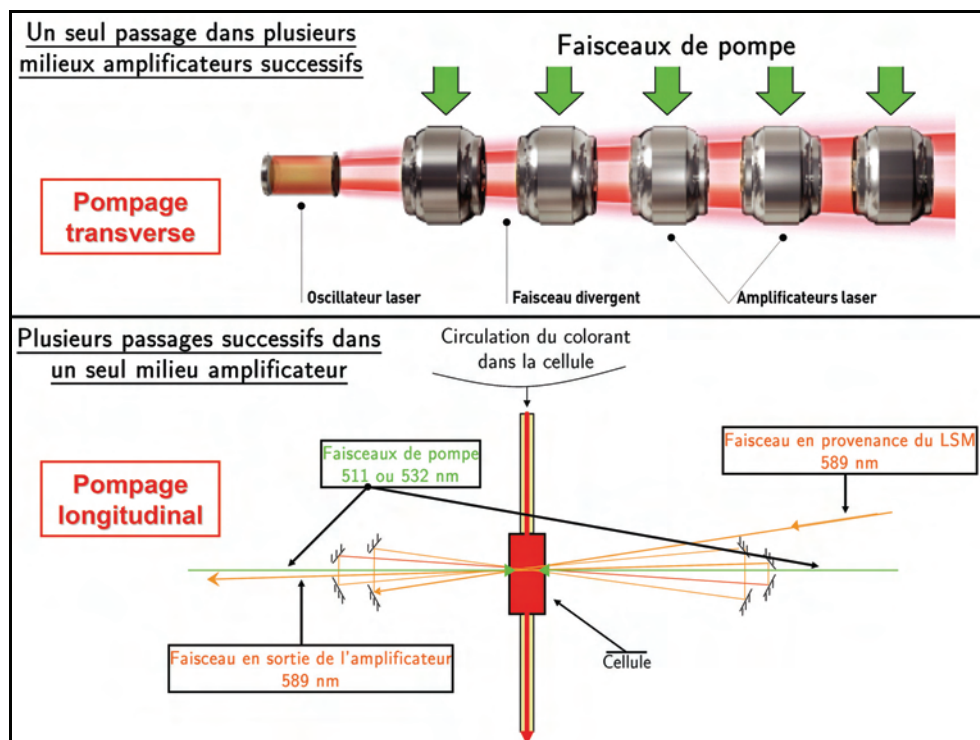 Un seul passage dans plusieurs
milieux amplificateurs successifs
Faisceaux de pompe
Pompage
transverse
Oscillateur laser
Faisceau divergent
Amplificateurs laser
Plusieurs passages successifs dans
un seul milieu amplificateur
Circulation du colorant
dans la cellule
Faisceaux de pompe
511 ou 532 nm
Faisceau en provenance du LSM
589 nm
Pompage
longitudinal
Faisceau en sortie de l'amplificateur
589 nm
Cellule